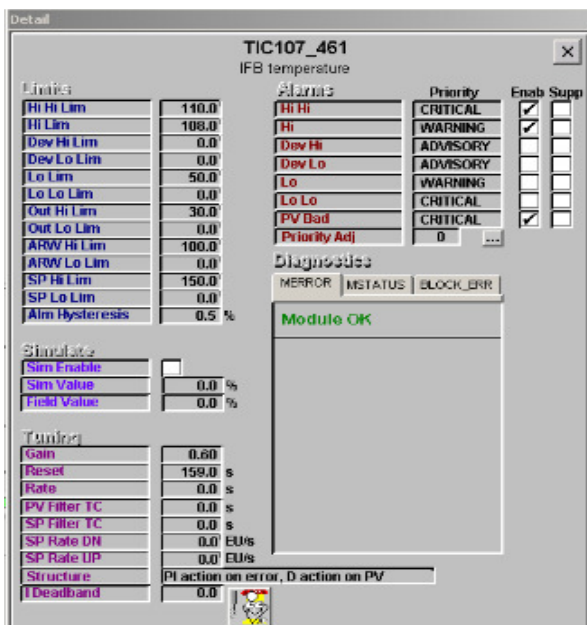 Detail
TIC107_461
IFB temperature
Limits
Hi Hi Lim 110.0
Hi Lim 108.0
Dev Hi Lim 0.0
Dev Lo Lim 0.0
Lo Lim 50.0
Lo Lo Lim 0.0
Out Hi Lim 30.0
Out Lo Lim 0.0
ARW Hi Lim 100.0
ARW Lo Lim 0.0
SP Hi Lim 150.0
SP Lo Lim 0.0
Alm Hysteresis 0.5 %
Simulate
Sim Enable
Sim Value 0.0 %
Field Value 0.0 %
Tuning
Gain 0.60
Reset 159.0 s
Rate 0.0 s
PV Filter TC 0.0 s
SP Filter TC 0.0 s
SP Rate DN 0.0 EU/s
SP Rate UP 0.0 EU/s
Structure PI action on error, D action on PV
I Deadband 0.0
Alarms Priority Enab Supp
Hi Hi CRITICAL
Hi WARNING
Dev Hi ADVISORY
Dev Lo ADVISORY
Lo WARNING
Lo Lo CRITICAL
PV Bad CRITICAL
Priority Adj 0 ...
Diagnostics
MERROR MSTATUS BLOCK_ERR
Module OK